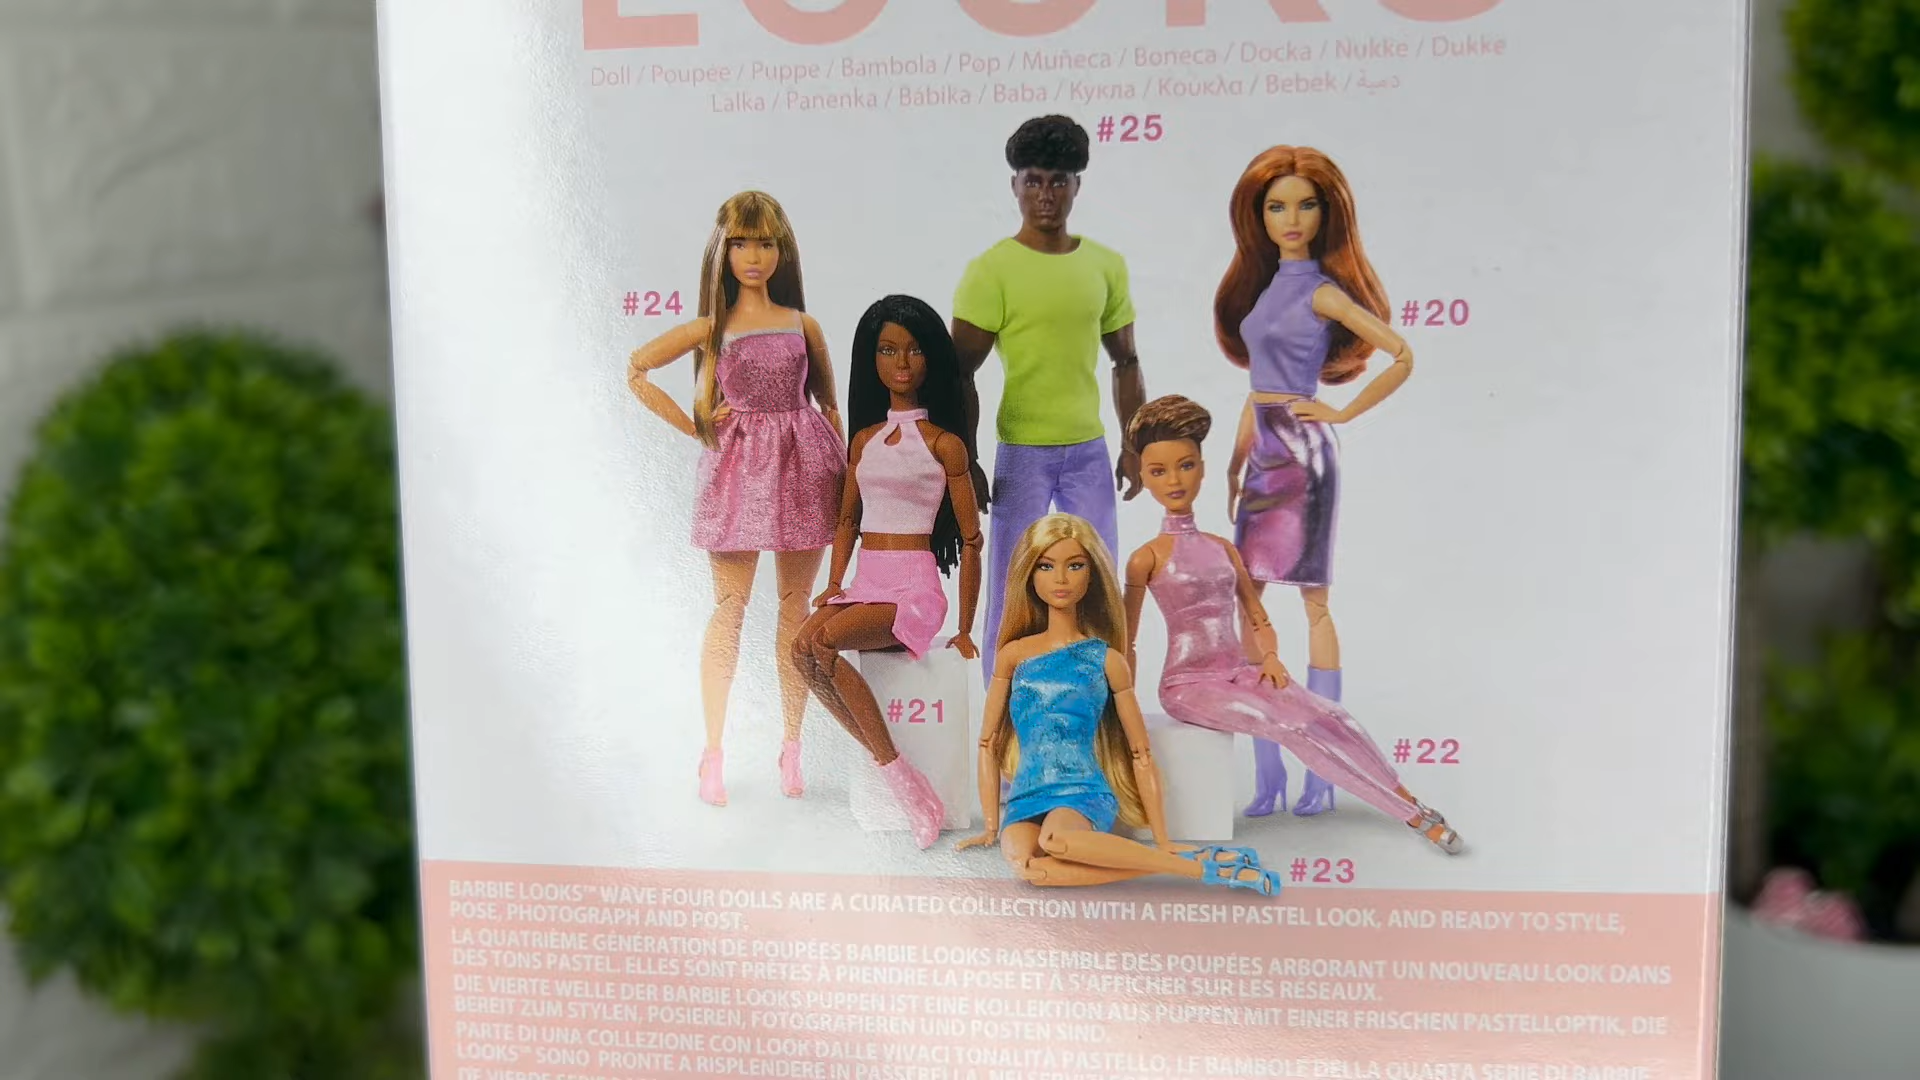 LOOKS
Doll / Poupée / Puppe / Bambola / Pop / Muñeca / Boneca / Docka / Nukke / Dukke
Lalka / Panenka / Bábika / Baba / Кукла / Κούκλα / Bebek / دمية
#25
#24
#20
#21
#22
#23
BARBIE LOOKS™ WAVE FOUR DOLLS ARE A CURATED COLLECTION WITH A FRESH PASTEL LOOK, AND READY TO STYLE,
POSE, PHOTOGRAPH AND POST.
LA QUATRIÈME GÉNÉRATION DE POUPÉES BARBIE LOOKS RASSEMBLE DES POUPÉES ARBORANT UN NOUVEAU LOOK DANS
DES TONS PASTEL. ELLES SONT PRÊTES À PRENDRE LA POSE ET À S'AFFICHER SUR LES RÉSEAUX.
DIE VIERTE WELLE DER BARBIE LOOKS PUPPEN IST EINE KOLLEKTION AUS PUPPEN MIT EINER FRISCHEN PASTELLOPTIK, DIE
BEREIT ZUM STYLEN, POSIEREN, FOTOGRAFIEREN UND POSTEN SIND.
PARTE DI UNA COLLEZIONE CON LOOK DALLE VIVACI TONALITÀ PASTELLO, LE BAMBOLE DELLA QUARTA SERIE DI BARBIE
LOOKS™ SONO PRONTE A RISPLENDERE IN PASSERELLA, NEI SERVIZI
DE VIERDE SERIE